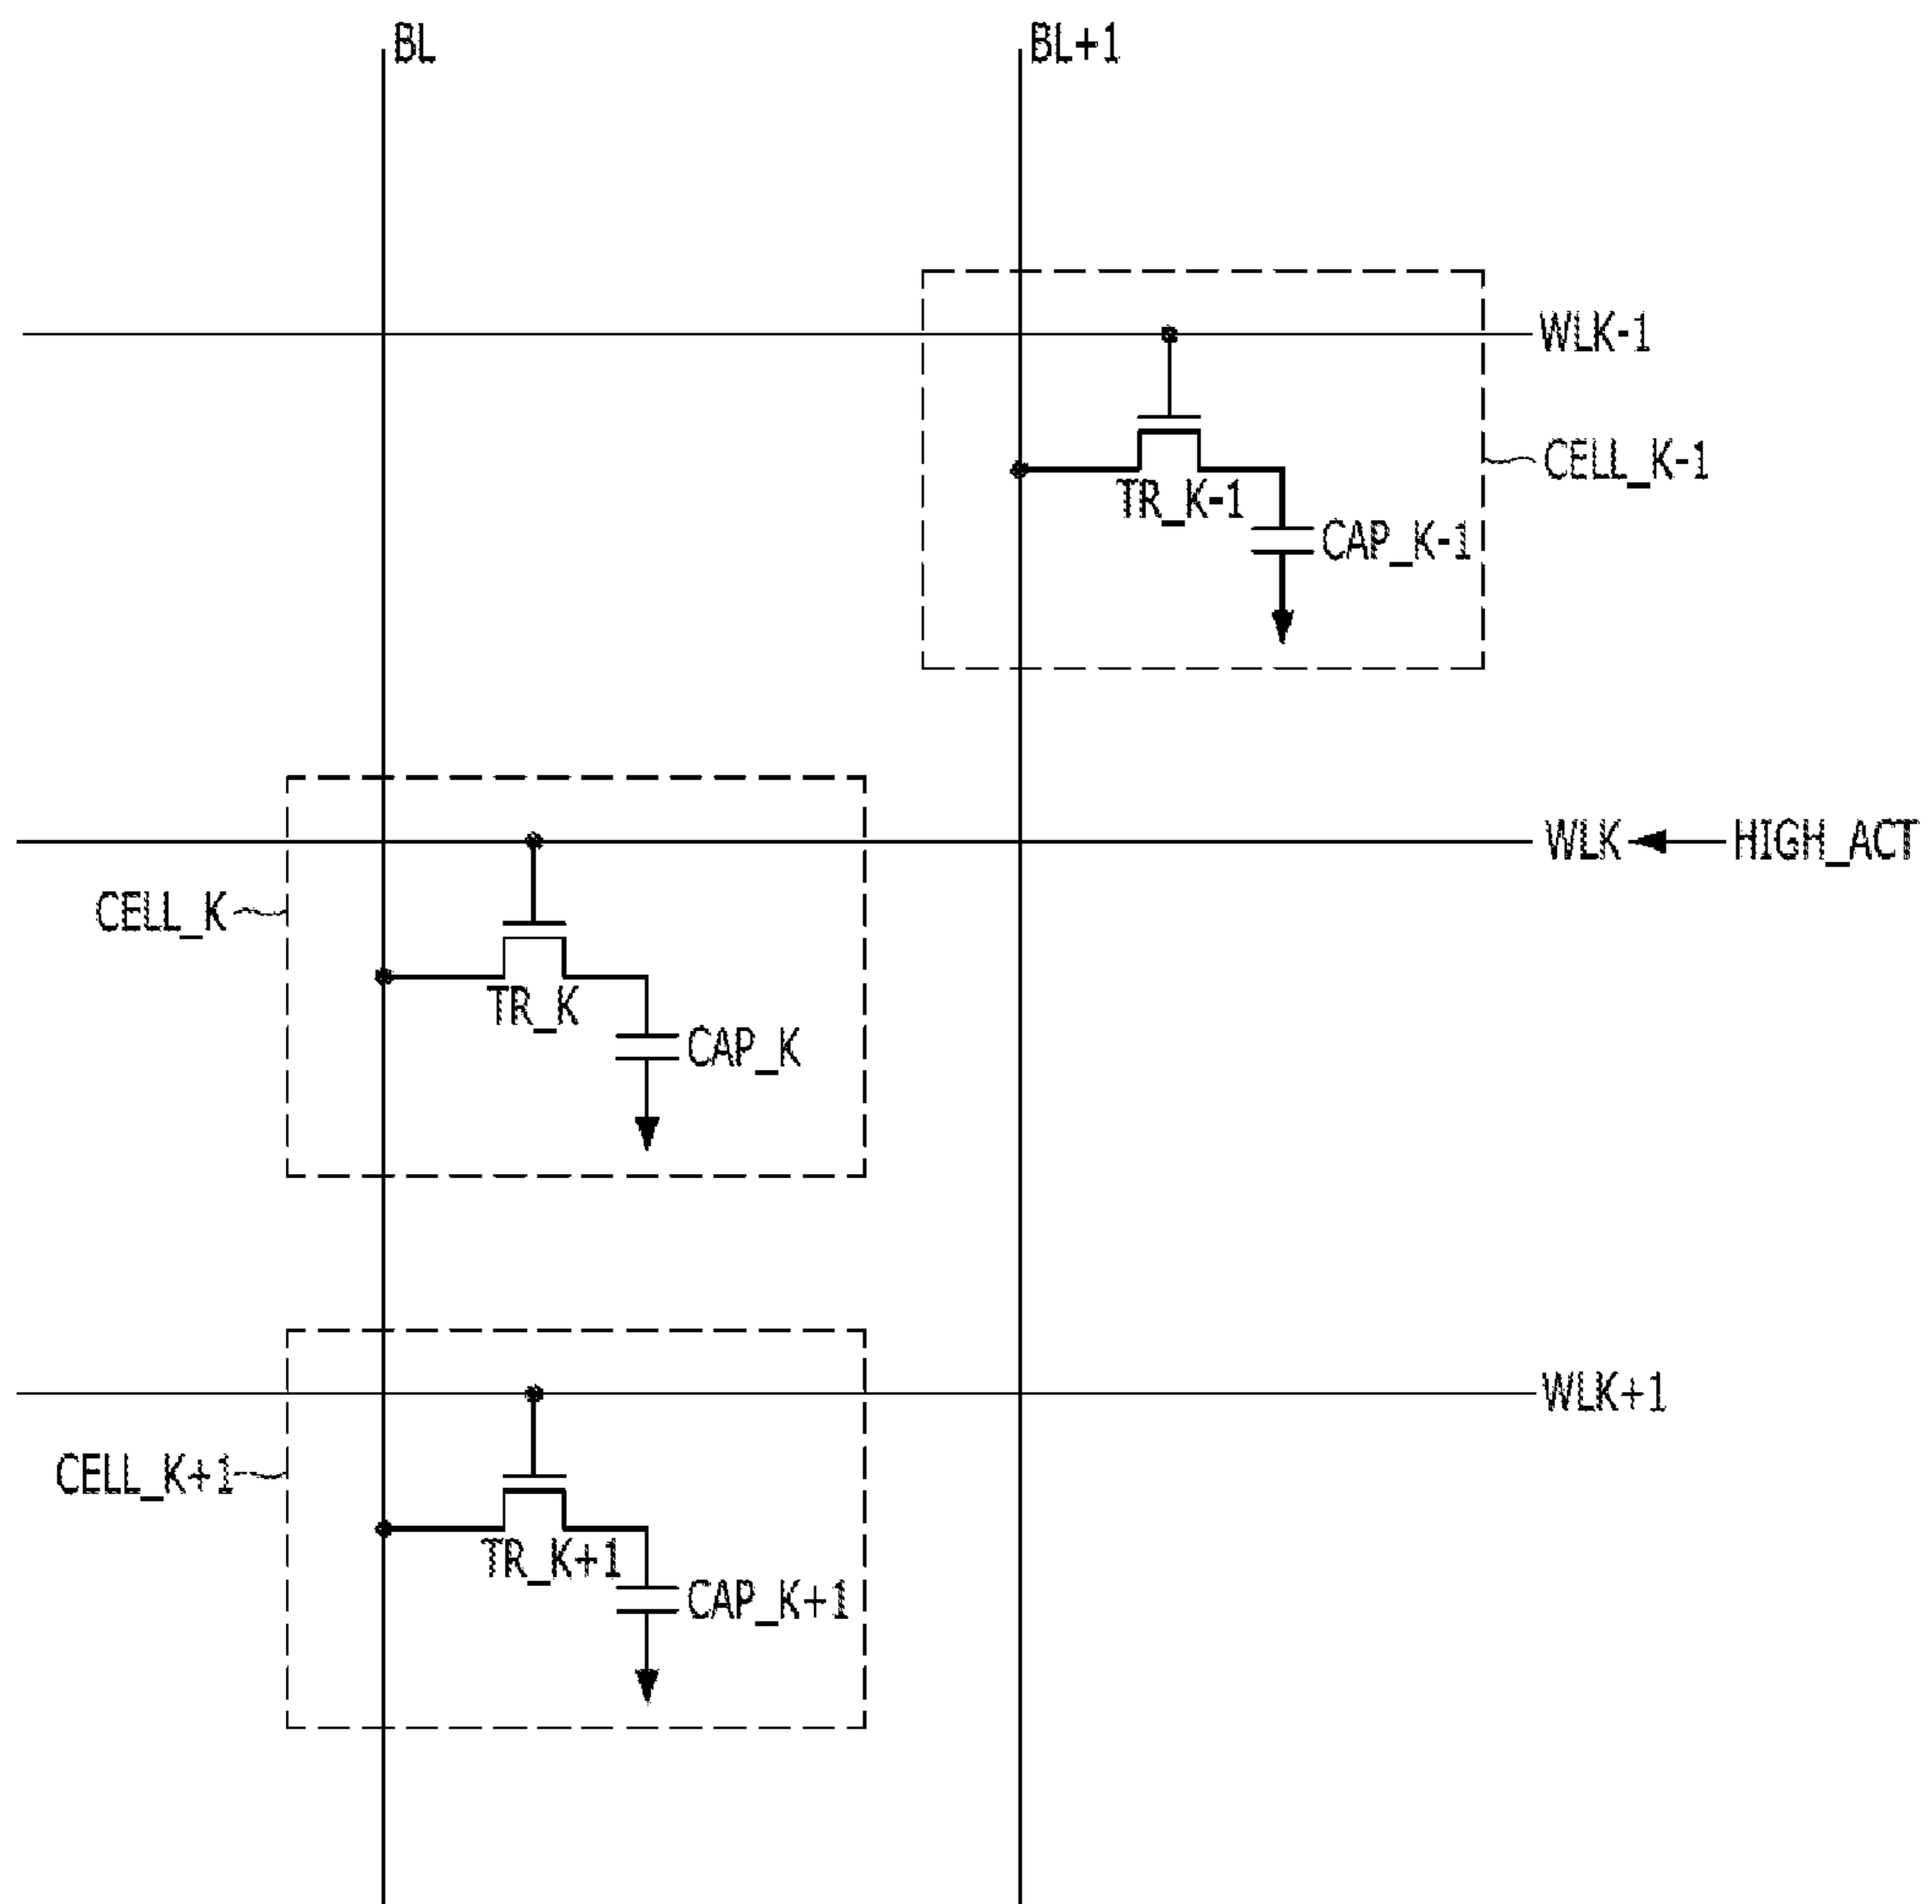 BL
BL+1
WLK-1
CELL_K-1
TR_K-1
CAP_K-1
WLK
HIGH_ACT
CELL_K
TR_K
CAP_K
WLK+1
CELL_K+1
TR_K+1
CAP_K+1